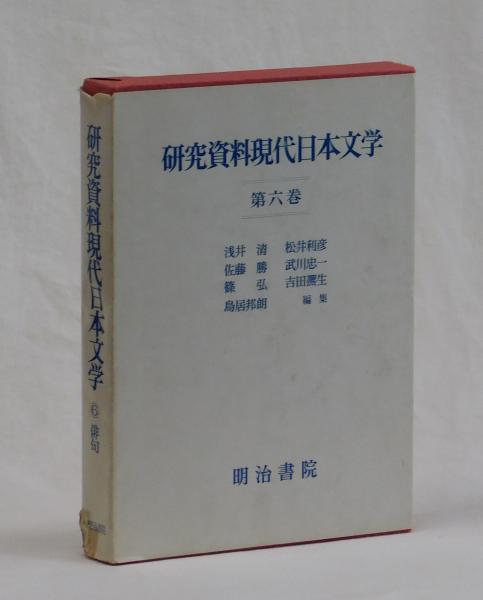 研究資料現代日本文学
第六巻
浅井 清 松井利彦
佐藤 勝 武川忠一
篠 弘 吉田凞生
鳥居邦朗 編集
明治書院
研究資料現代日本文学 ⑥ 俳句